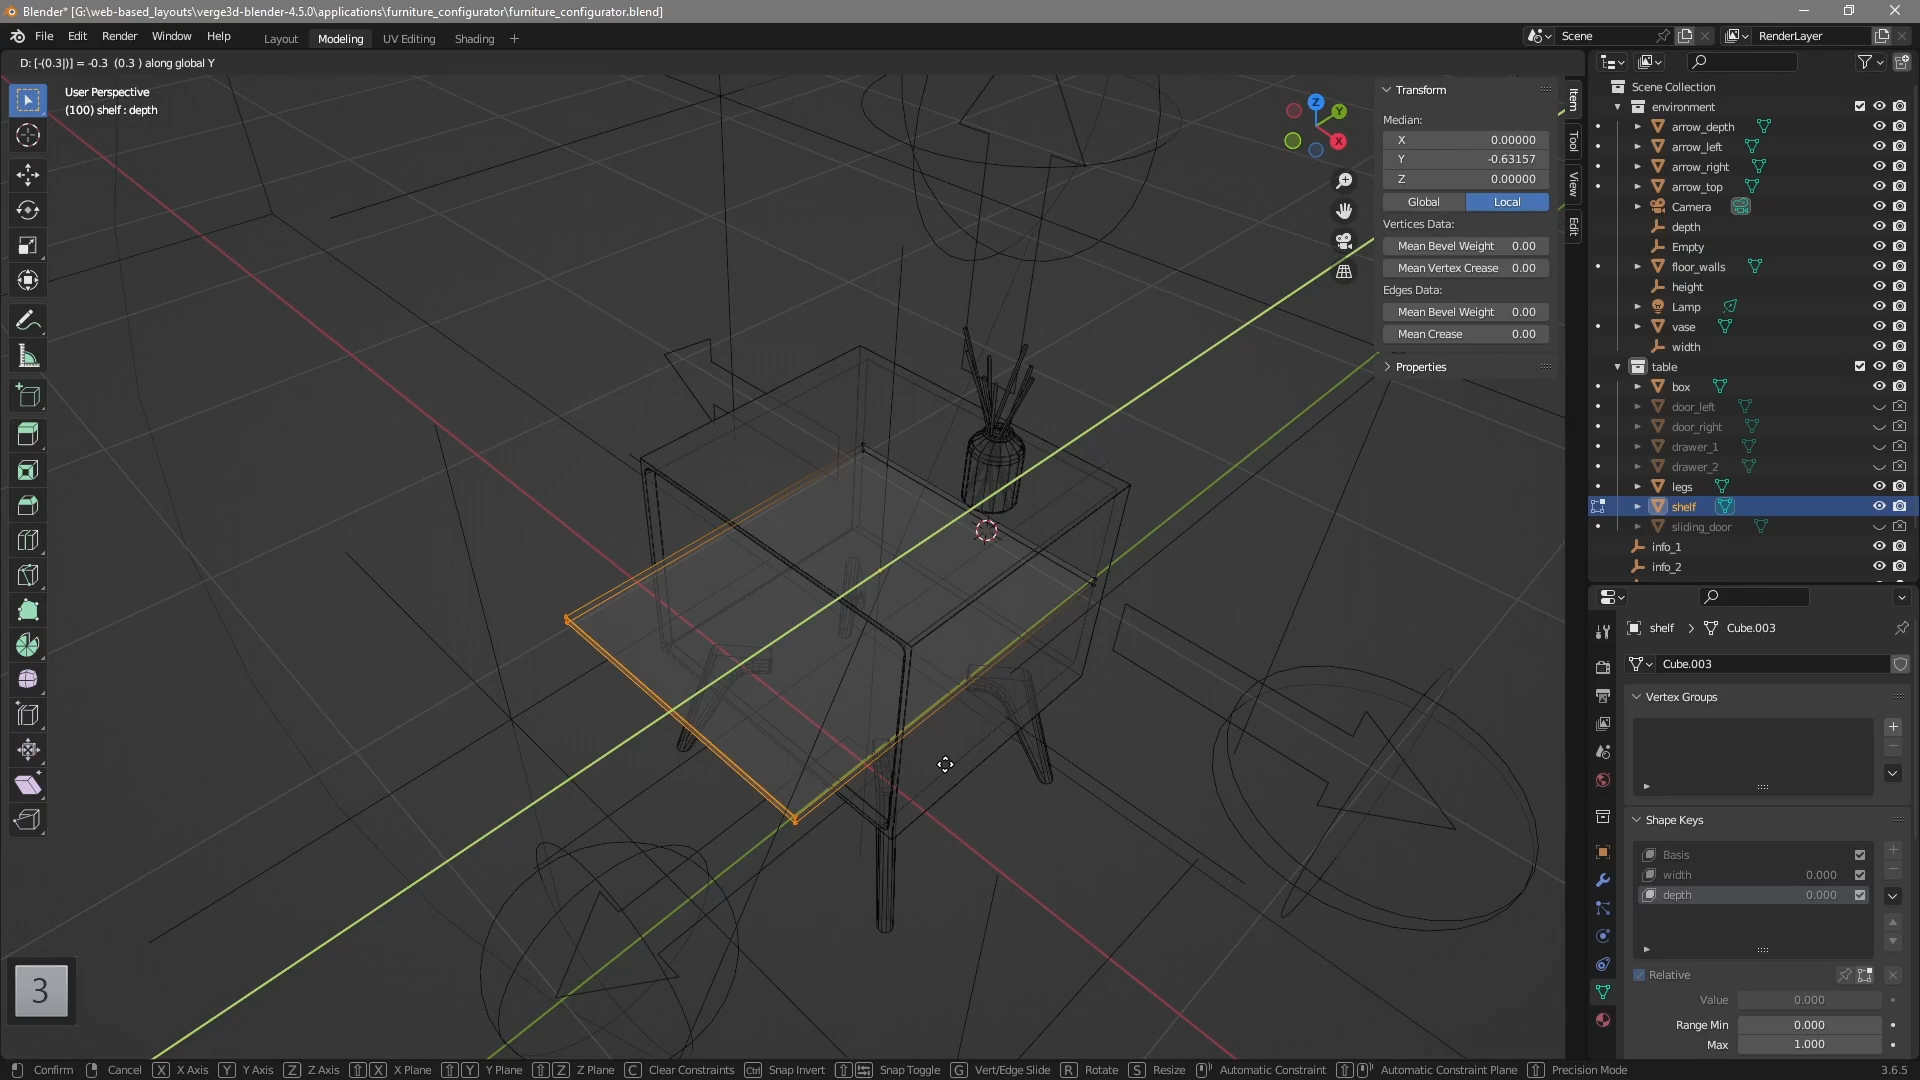 Blender* [G:\web-based_layouts\verge3d-blender-4.5.0\applications\furniture_configurator\furniture_configurator.blend]
File Edit Render Window Help
Layout Modeling UV Editing Shading +
Scene
RenderLayer
D: [-(0.3|)] = -0.3 (0.3 ) along global Y
User Perspective
(100) shelf : depth
Z
Y
X
Transform
Median:
X 0.00000
Y -0.63157
Z 0.00000
Global Local
Vertices Data:
Mean Bevel Weight 0.00
Mean Vertex Crease 0.00
Edges Data:
Mean Bevel Weight 0.00
Mean Crease 0.00
Properties
Item
Tool
View
Edit
Scene Collection
environment
arrow_depth
arrow_left
arrow_right
arrow_top
Camera
depth
Empty
floor_walls
height
Lamp
vase
width
table
box
door_left
door_right
drawer_1
drawer_2
legs
shelf
sliding_door
info_1
info_2
shelf > Cube.003
Cube.003
Vertex Groups
Shape Keys
Basis
width 0.000
depth 0.000
Relative
Value 0.000
Range Min 0.000
Max 1.000
3
Confirm Cancel X X Axis Y Y Axis Z Z Axis X X Plane Y Y Plane Z Z Plane C Clear Constraints Ctrl Snap Invert Snap Toggle G Vert/Edge Slide R Rotate S Resize Automatic Constraint Automatic Constraint Plane Precision Mode 3.6.5